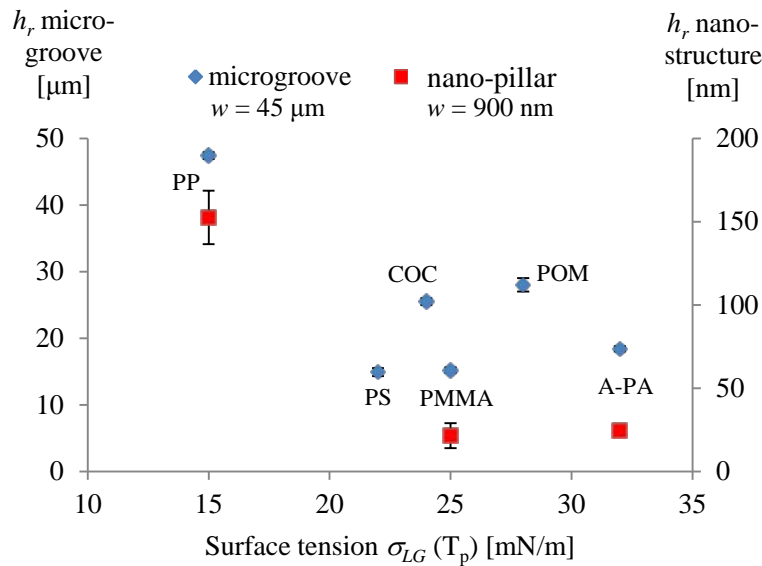 h_r micro-
groove
[µm]
h_r nano-
structure
[nm]
microgroove
w = 45 µm
nano-pillar
w = 900 nm
50
200
PP
40
150
COC
POM
30
100
20
PS
PMMA
A-PA
50
10
0
0
10
15
20
25
30
35
Surface tension σ_LG (T_p) [mN/m]